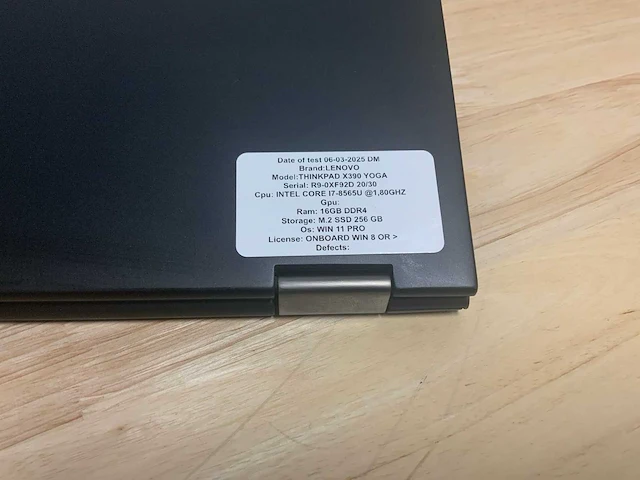 Date of test 06-03-2025 DM
Brand:LENOVO
Model:THINKPAD X390 YOGA
Serial: R9-0XF92D 20/30
Cpu: INTEL CORE I7-8565U @1,80GHZ
Gpu:
Ram: 16GB DDR4
Storage: M.2 SSD 256 GB
Os: WIN 11 PRO
License: ONBOARD WIN 8 OR >
Defects: